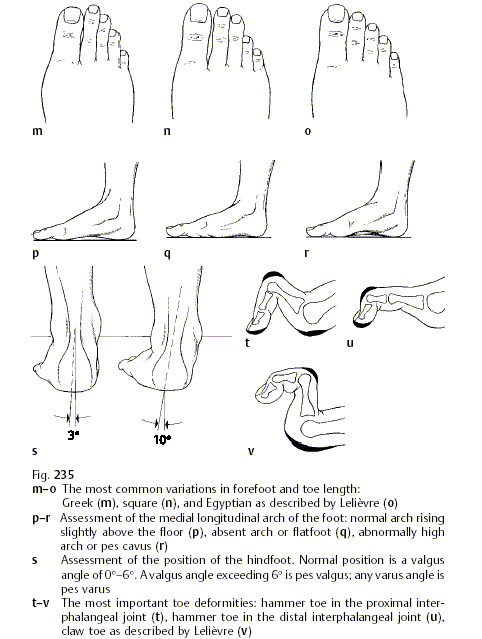 m n o
p q r
t u
3° 10°
s v
Fig. 235
m–o The most common variations in forefoot and toe length:
Greek (m), square (n), and Egyptian as described by Lelièvre (o)
p–r Assessment of the medial longitudinal arch of the foot: normal arch rising
slightly above the floor (p), absent arch or flatfoot (q), abnormally high
arch or pes cavus (r)
s Assessment of the position of the hindfoot. Normal position is a valgus
angle of 0°–6°. A valgus angle exceeding 6° is pes valgus; any varus angle is
pes varus
t–v The most important toe deformities: hammer toe in the proximal inter-
phalangeal joint (t), hammer toe in the distal interphalangeal joint (u),
claw toe as described by Lelièvre (v)